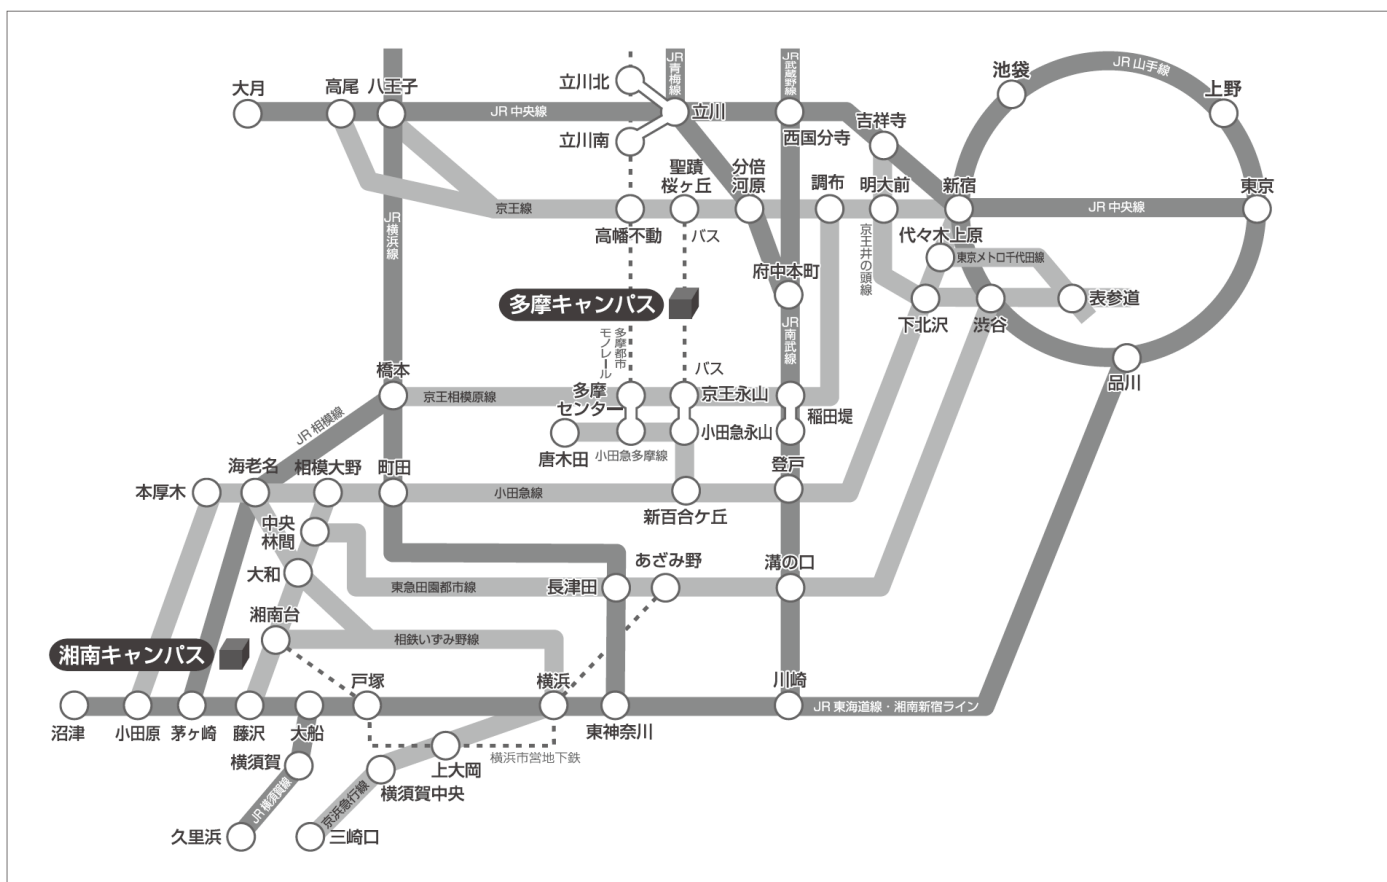 JR山手線
池袋
上野
JR青梅線
JR武蔵野線
立川北
大月
高尾
八王子
JR中央線
立川
吉祥寺
西国分寺
立川南
聖蹟
桜ヶ丘
分倍
河原
調布
明大前
新宿
東京
JR中央線
京王線
JR横浜線
高幡不動
バス
京王井の頭線
代々木上原
東京メトロ千代田線
府中本町
多摩キャンパス
下北沢
渋谷
表参道
多摩都市
モノレール
JR南武線
品川
バス
橋本
京王相模原線
多摩
センター
京王永山
稲田堤
JR相模線
唐木田
小田急多摩線
小田急永山
海老名
相模大野
町田
登戸
本厚木
小田急線
新百合ケ丘
中央
林間
あざみ野
溝の口
大和
東急田園都市線
長津田
湘南台
相鉄いずみ野線
湘南キャンパス
戸塚
横浜
川崎
JR東海道線・湘南新宿ライン
沼津
小田原
茅ヶ崎
藤沢
大船
東神奈川
横須賀
上大岡
横浜市営地下鉄
JR横須賀線
京浜急行線
横須賀中央
久里浜
三崎口